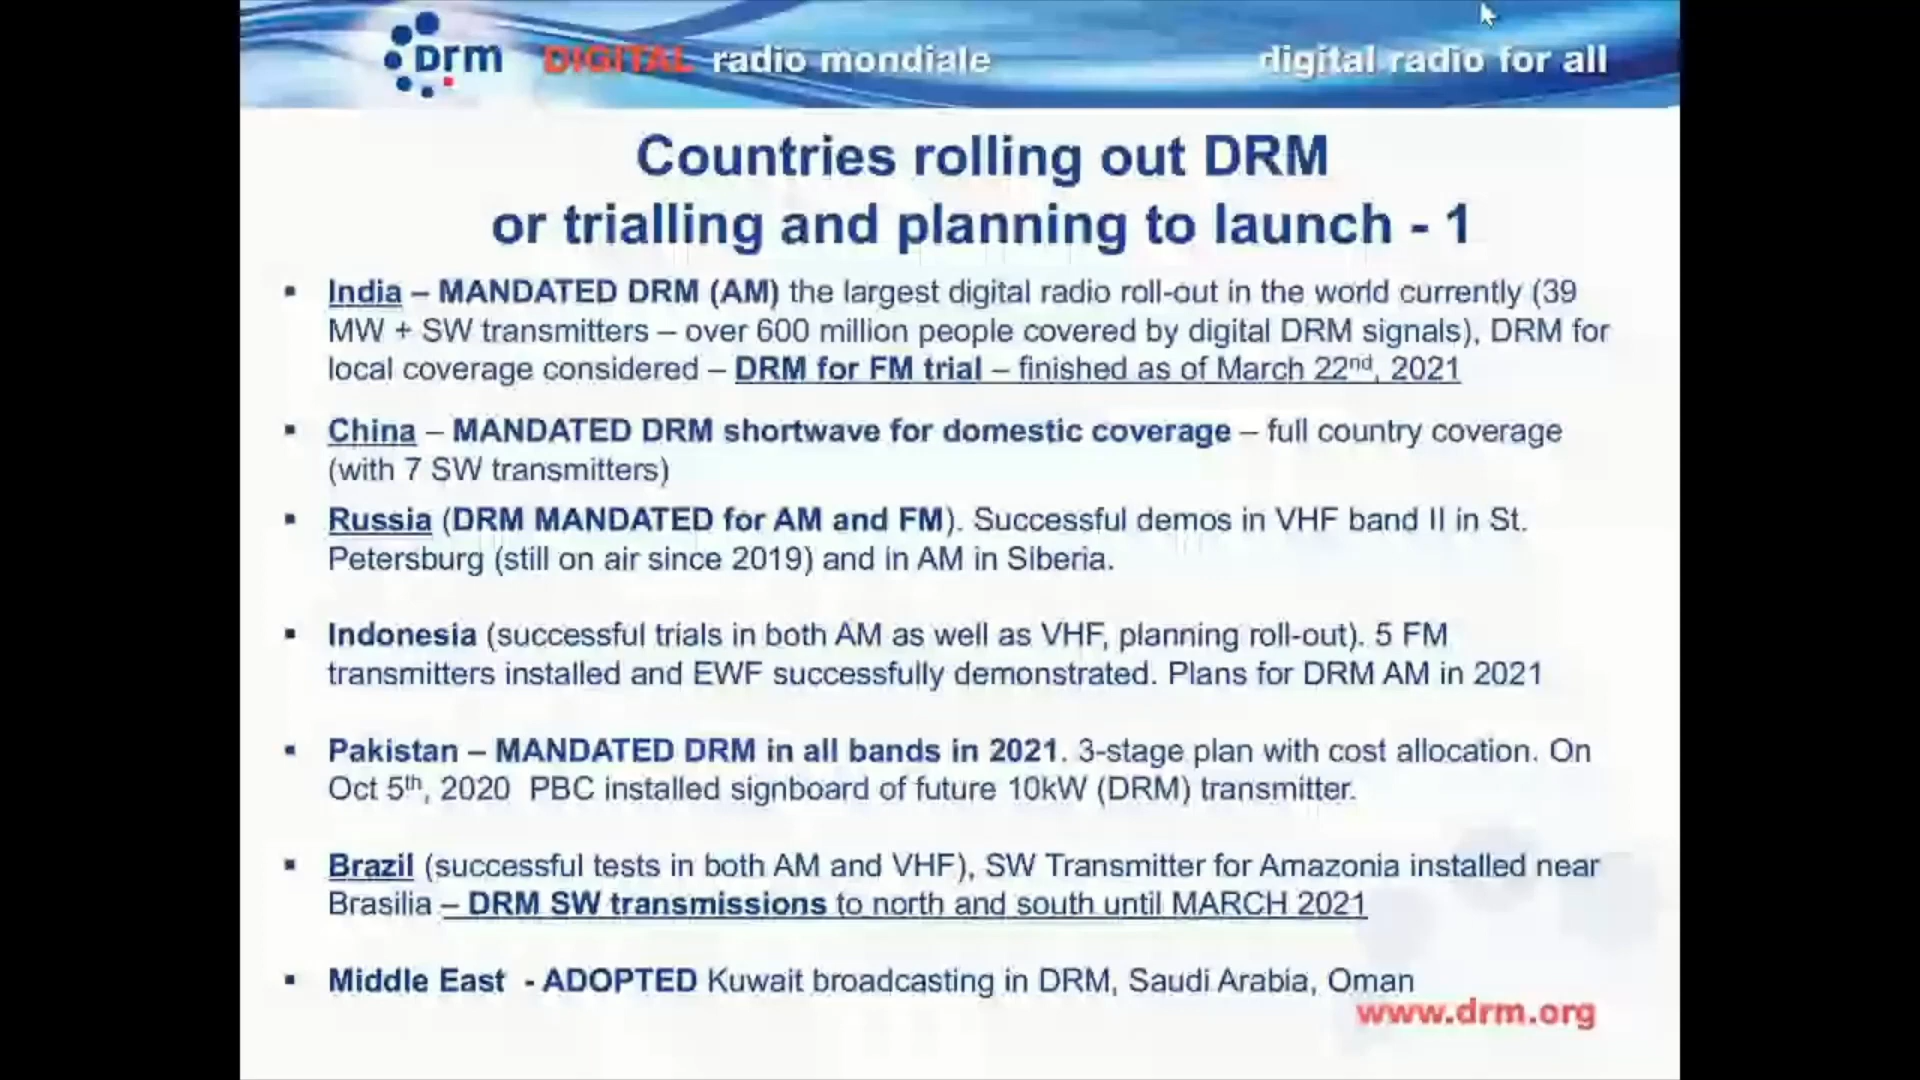 Drm DIGITAL radio mondiale digital radio for all
Countries rolling out DRM
or trialling and planning to launch - 1
▪ India – MANDATED DRM (AM) the largest digital radio roll-out in the world currently (39
MW + SW transmitters – over 600 million people covered by digital DRM signals), DRM for
local coverage considered – DRM for FM trial – finished as of March 22nd, 2021
▪ China – MANDATED DRM shortwave for domestic coverage – full country coverage
(with 7 SW transmitters)
▪ Russia (DRM MANDATED for AM and FM). Successful demos in VHF band II in St.
Petersburg (still on air since 2019) and in AM in Siberia.
▪ Indonesia (successful trials in both AM as well as VHF, planning roll-out). 5 FM
transmitters installed and EWF successfully demonstrated. Plans for DRM AM in 2021
▪ Pakistan – MANDATED DRM in all bands in 2021. 3-stage plan with cost allocation. On
Oct 5th, 2020 PBC installed signboard of future 10kW (DRM) transmitter.
▪ Brazil (successful tests in both AM and VHF), SW Transmitter for Amazonia installed near
Brasilia – DRM SW transmissions to north and south until MARCH 2021
▪ Middle East - ADOPTED Kuwait broadcasting in DRM, Saudi Arabia, Oman
www.drm.org